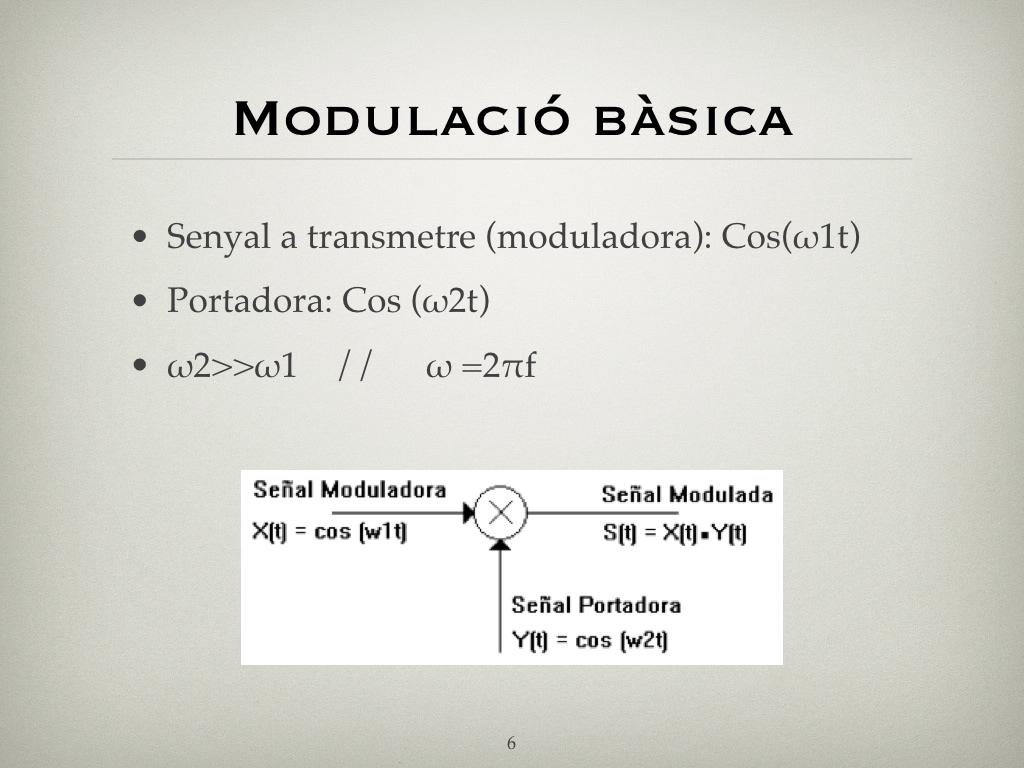 Modulació bàsica
• Senyal a transmetre (moduladora): Cos(ω1t)
• Portadora: Cos (ω2t)
• ω2>>ω1 // ω =2πf
Señal Moduladora
X(t) = cos (w1t)
Señal Modulada
S(t) = X(t)▪Y(t)
Señal Portadora
Y(t) = cos (w2t)
6